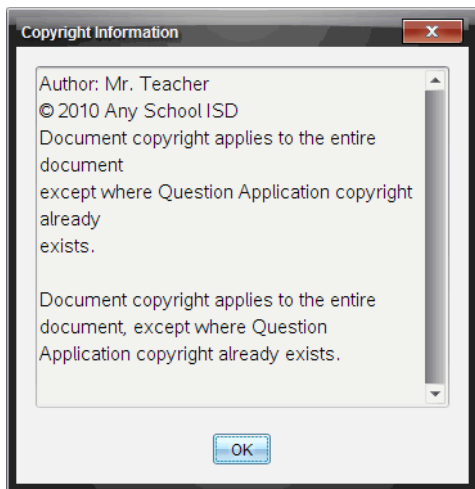 Copyright Information
X
Author: Mr. Teacher
© 2010 Any School ISD
Document copyright applies to the entire
document
except where Question Application copyright
already
exists.
Document copyright applies to the entire
document, except where Question
Application copyright already exists.
OK